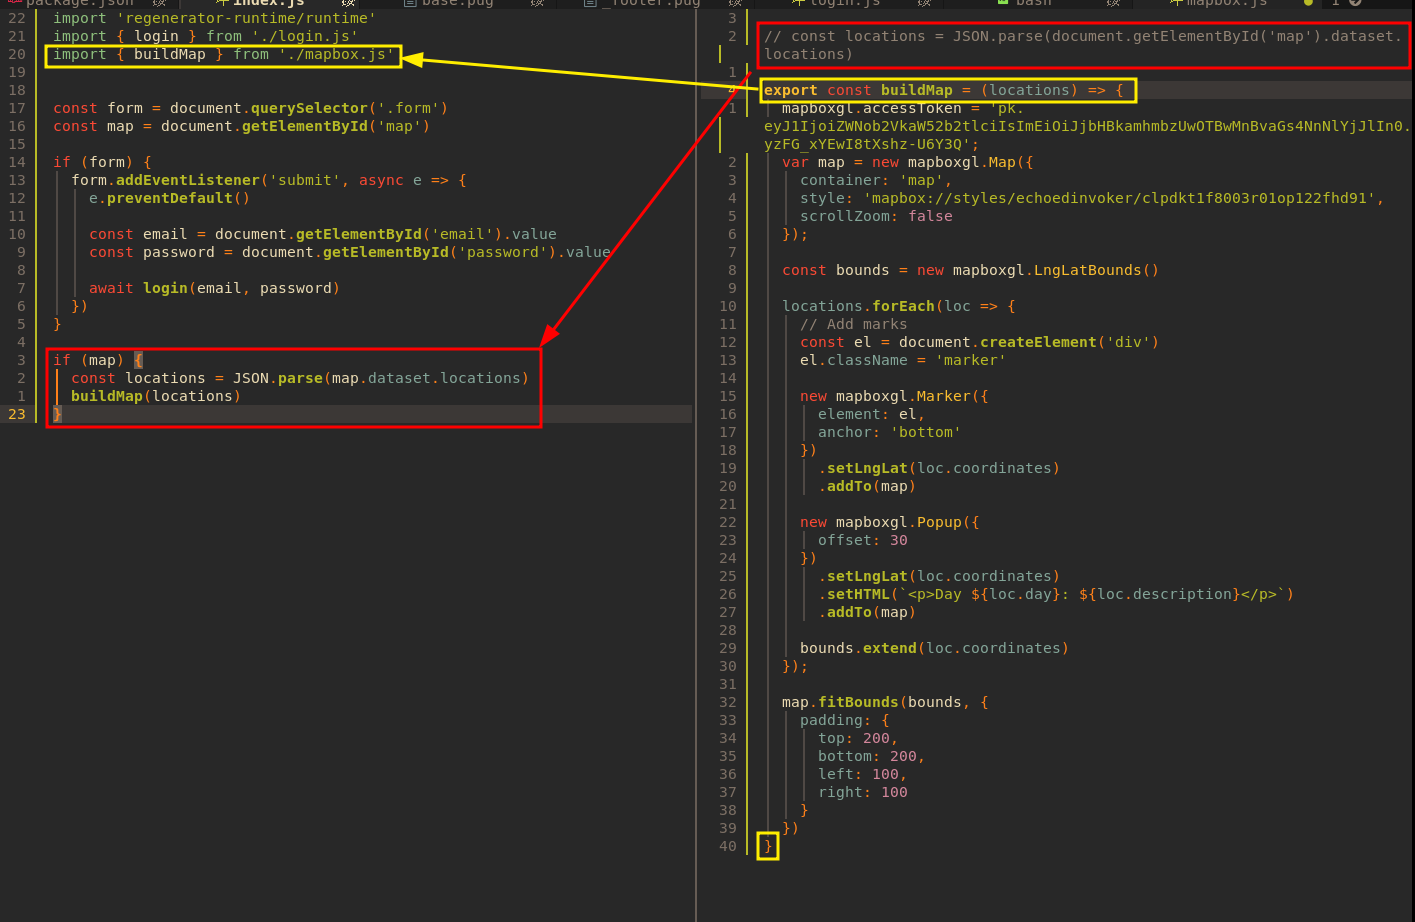 package.json index.js base.pug _footer.pug login.js bash mapbox.js 1
22 import 'regenerator-runtime/runtime'
21 import { login } from './login.js'
20 import { buildMap } from './mapbox.js'
19
18
17 const form = document.querySelector('.form')
16 const map = document.getElementById('map')
15
14 if (form) {
13 form.addEventListener('submit', async e => {
12 e.preventDefault()
11
10 const email = document.getElementById('email').value
9 const password = document.getElementById('password').value
8
7 await login(email, password)
6 })
5 }
4
3 if (map) {
2 const locations = JSON.parse(map.dataset.locations)
1 buildMap(locations)
23 }
3
2 // const locations = JSON.parse(document.getElementById('map').dataset.
locations)
1
4 export const buildMap = (locations) => {
1 mapboxgl.accessToken = 'pk.
eyJ1IjoiZWNob2VkaW52b2tlciIsImEiOiJjbHBkamhmbzUwOTBwMnBvaGs4NnNlYjJlIn0.
yzFG_xYEwI8tXshz-U6Y3Q';
2 var map = new mapboxgl.Map({
3 container: 'map',
4 style: 'mapbox://styles/echoedinvoker/clpdkt1f8003r01op122fhd91',
5 scrollZoom: false
6 });
7
8 const bounds = new mapboxgl.LngLatBounds()
9
10 locations.forEach(loc => {
11 // Add marks
12 const el = document.createElement('div')
13 el.className = 'marker'
14
15 new mapboxgl.Marker({
16 element: el,
17 anchor: 'bottom'
18 })
19 .setLngLat(loc.coordinates)
20 .addTo(map)
21
22 new mapboxgl.Popup({
23 offset: 30
24 })
25 .setLngLat(loc.coordinates)
26 .setHTML(`<p>Day ${loc.day}: ${loc.description}</p>`)
27 .addTo(map)
28
29 bounds.extend(loc.coordinates)
30 });
31
32 map.fitBounds(bounds, {
33 padding: {
34 top: 200,
35 bottom: 200,
36 left: 100,
37 right: 100
38 }
39 })
40 }